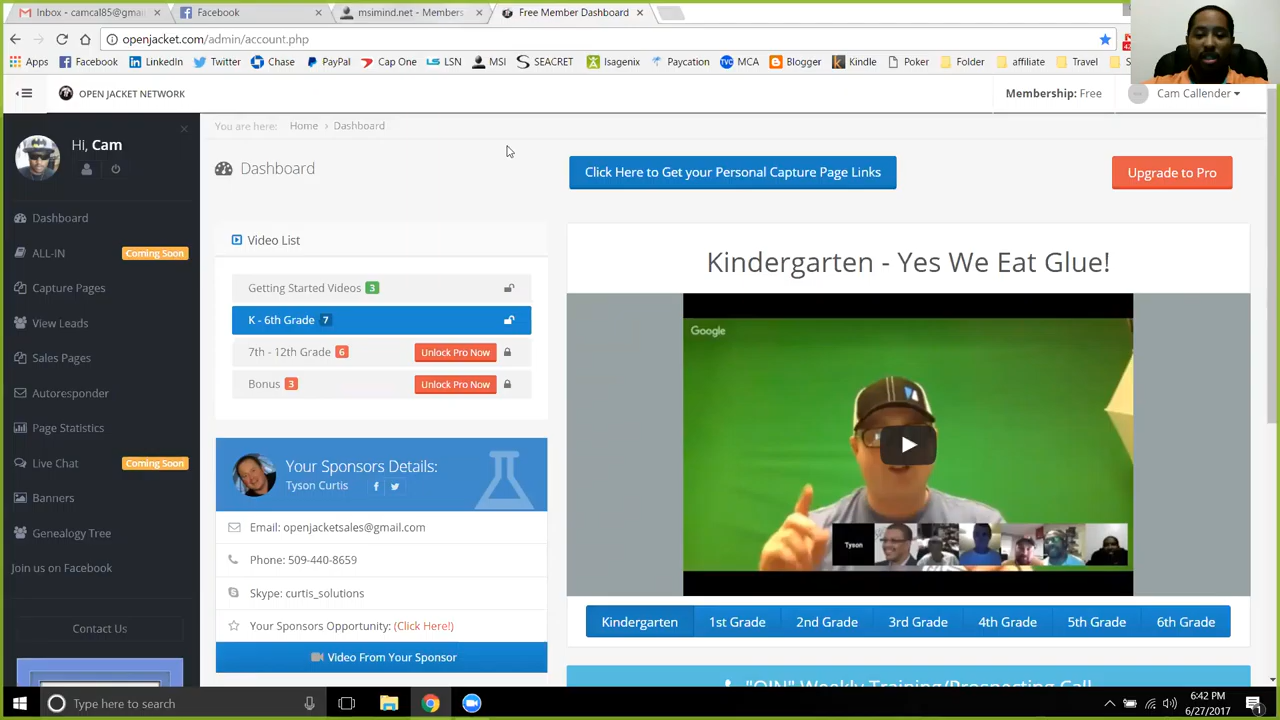 Inbox - camcal85@gmai
Facebook
msimind.net - Members
Free Member Dashboard
openjacket.com/admin/account.php
Apps
Facebook
LinkedIn
Twitter
Chase
PayPal
Cap One
LSN
MSI
SEACRET
Isagenix
Paycation
MCA
Blogger
Kindle
Poker
Folder
affiliate
Travel
OPEN JACKET NETWORK
Membership: Free
Cam Callender
Hi, Cam
You are here: Home > Dashboard
Dashboard
Click Here to Get your Personal Capture Page Links
Upgrade to Pro
Dashboard
ALL-IN Coming Soon
Capture Pages
View Leads
Sales Pages
Autoresponder
Page Statistics
Live Chat Coming Soon
Banners
Genealogy Tree
Join us on Facebook
Contact Us
Video List
Getting Started Videos 3
K - 6th Grade 7
7th - 12th Grade 6 Unlock Pro Now
Bonus 3 Unlock Pro Now
Your Sponsors Details:
Tyson Curtis
Email: openjacketsales@gmail.com
Phone: 509-440-8659
Skype: curtis_solutions
Your Sponsors Opportunity: (Click Here!)
Video From Your Sponsor
Kindergarten - Yes We Eat Glue!
Google
Tyson
Kindergarten
1st Grade
2nd Grade
3rd Grade
4th Grade
5th Grade
6th Grade
"OJN" Weekly Training/Prospecting Call
Type here to search
6:42 PM
6/27/2017